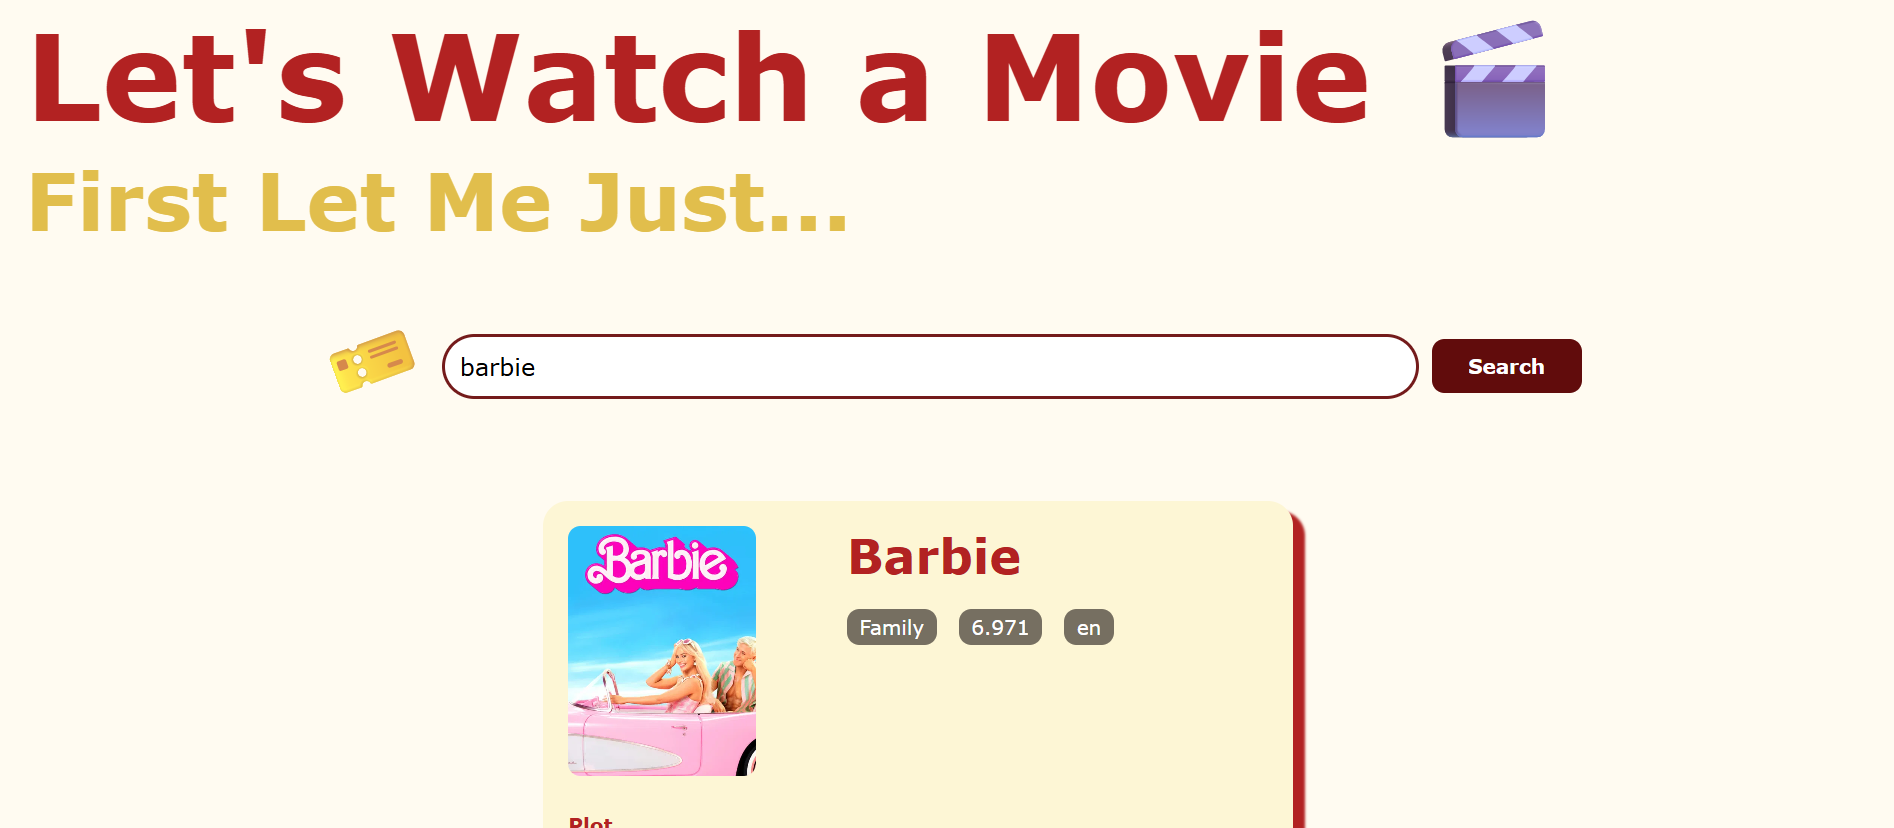 Let's Watch a Movie
First Let Me Just...
barbie
Search
Barbie
Barbie
Family
6.971
en
Plot